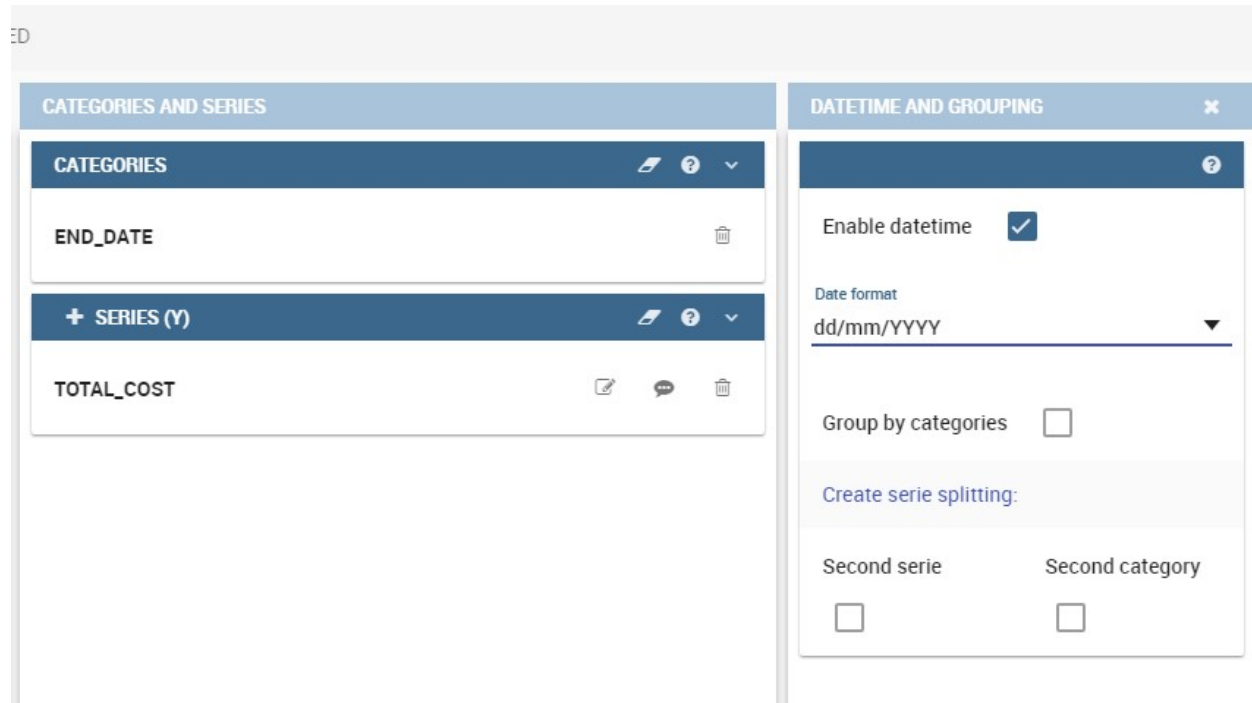 ED
CATEGORIES AND SERIES
CATEGORIES
END_DATE
SERIES (Y)
TOTAL_COST
DATETIME AND GROUPING
Enable datetime
Date format
dd/mm/YYYY
Group by categories
Create serie splitting:
Second serie Second category